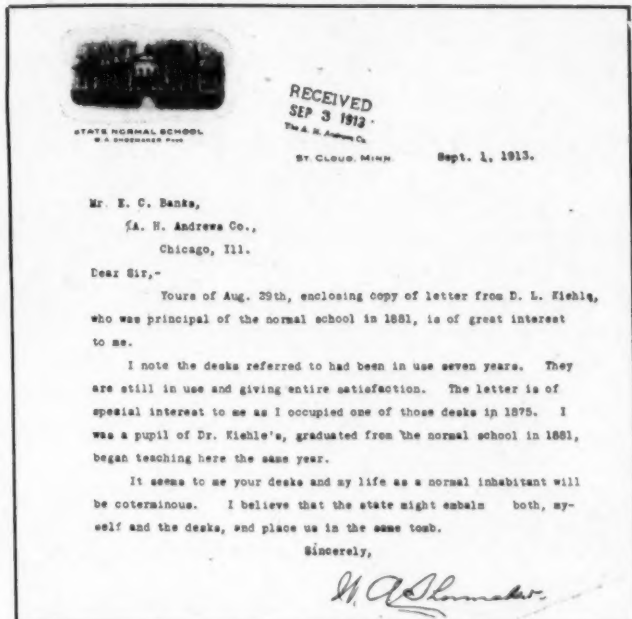 STATE NORMAL SCHOOL
W.A. SHOEMAKER PRES
RECEIVED
SEP 3 1913
The A. H. Andrews Co.
ST. CLOUD, MINN.
Sept. 1, 1913.
Mr. E. C. Banks,
A. H. Andrews Co.,
Chicago, Ill.
Dear Sir,-
Yours of Aug. 29th, enclosing copy of letter from D. L. Kiehle,
who was principal of the normal school in 1881, is of great interest
to me.
I note the desks referred to had been in use seven years. They
are still in use and giving entire satisfaction. The letter is of
special interest to me as I occupied one of those desks in 1875. I
was a pupil of Dr. Kiehle's, graduated from the normal school in 1881,
began teaching here the same year.
It seems to me your desks and my life as a normal inhabitant will
be coterminous. I believe that the state might embalm both, my-
self and the desks, and place us in the same tomb.
Sincerely,
W. A. Shoemaker.